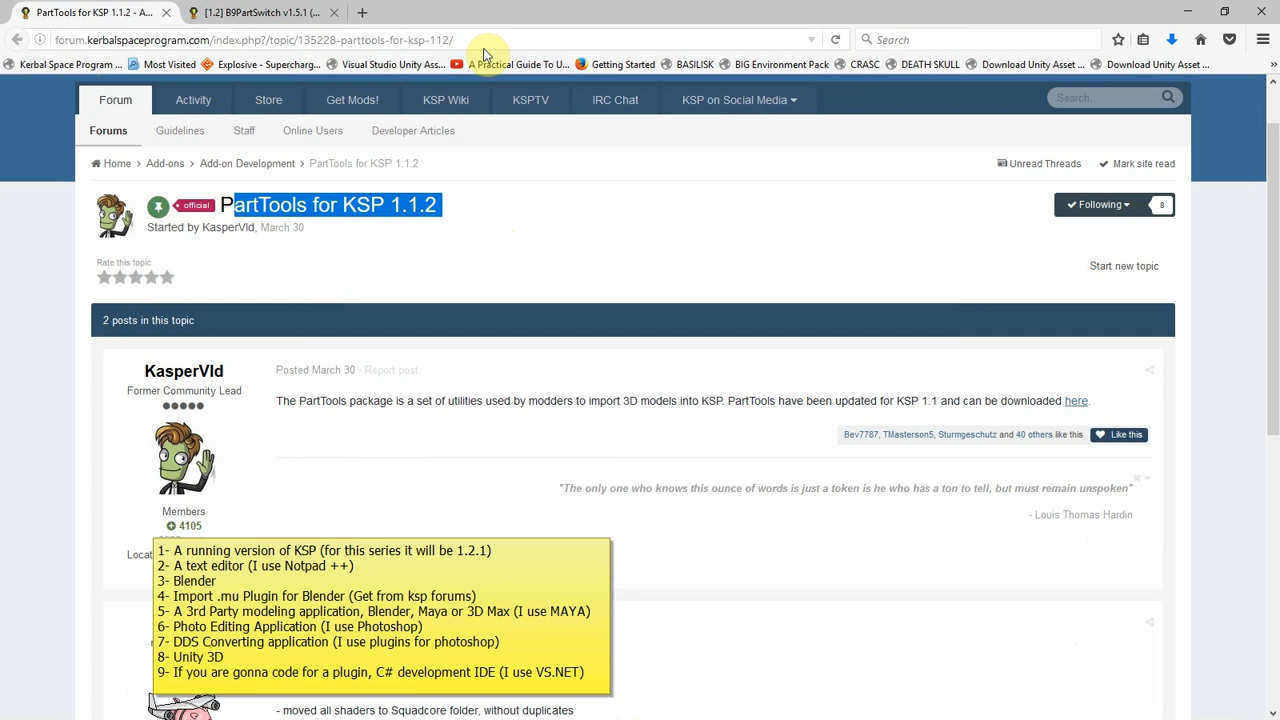 PartTools for KSP 1.1.2 - A...
[1.2] B9PartSwitch v1.5.1 (...
forum.kerbalspaceprogram.com/index.php?/topic/135228-parttools-for-ksp-112/
Search
Kerbal Space Program ...
Most Visited
Explosive - Supercharg...
Visual Studio Unity Ass...
A Practical Guide To U...
Getting Started
BASILISK
BIG Environment Pack
CRASC
DEATH SKULL
Download Unity Asset ...
Download Unity Asset ...
Forum
Activity
Store
Get Mods!
KSP Wiki
KSPTV
IRC Chat
KSP on Social Media
Search...
Forums
Guidelines
Staff
Online Users
Developer Articles
Home > Add-ons > Add-on Development > PartTools for KSP 1.1.2
Unread Threads
Mark site read
official
PartTools for KSP 1.1.2
Following
8
Started by KasperVld, March 30
Rate this topic
Start new topic
2 posts in this topic
KasperVld
Former Community Lead
Posted March 30 · Report post
The PartTools package is a set of utilities used by modders to import 3D models into KSP. PartTools have been updated for KSP 1.1 and can be downloaded here.
Bev7787, TMasterson5, Sturmgeschutz and 40 others like this
Like this
"The only one who knows this ounce of words is just a token is he who has a ton to tell, but must remain unspoken"
- Louis Thomas Hardin
Members
4105
Locat
1- A running version of KSP (for this series it will be 1.2.1)
2- A text editor (I use Notpad ++)
3- Blender
4- Import .mu Plugin for Blender (Get from ksp forums)
5- A 3rd Party modeling application, Blender, Maya or 3D Max (I use MAYA)
6- Photo Editing Application (I use Photoshop)
7- DDS Converting application (I use plugins for photoshop)
8- Unity 3D
9- If you are gonna code for a plugin, C# development IDE (I use VS.NET)
- moved all shaders to Squadcore folder, without duplicates